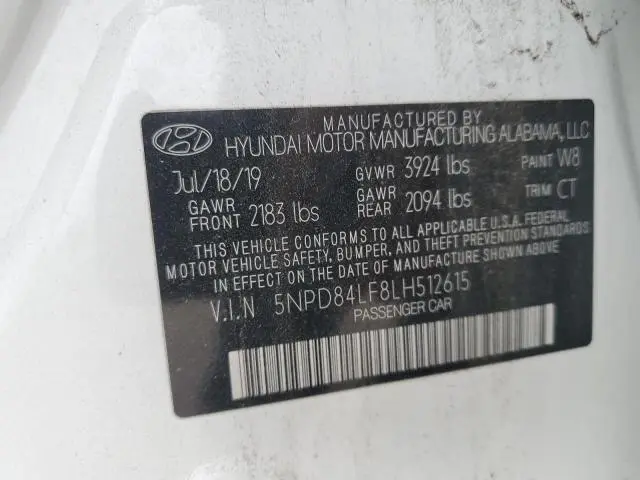 MANUFACTURED BY
HYUNDAI MOTOR MANUFACTURING ALABAMA, LLC
Jul/18/19 GVWR 3924 lbs PAINT W8
GAWR FRONT 2183 lbs GAWR REAR 2094 lbs TRIM CT
THIS VEHICLE CONFORMS TO ALL APPLICABLE U.S.A. FEDERAL
MOTOR VEHICLE SAFETY, BUMPER, AND THEFT PREVENTION STANDARDS
IN EFFECT ON THE DATE OF MANUFACTURE SHOWN ABOVE
V.I.N 5NPD84LF8LH512615
PASSENGER CAR